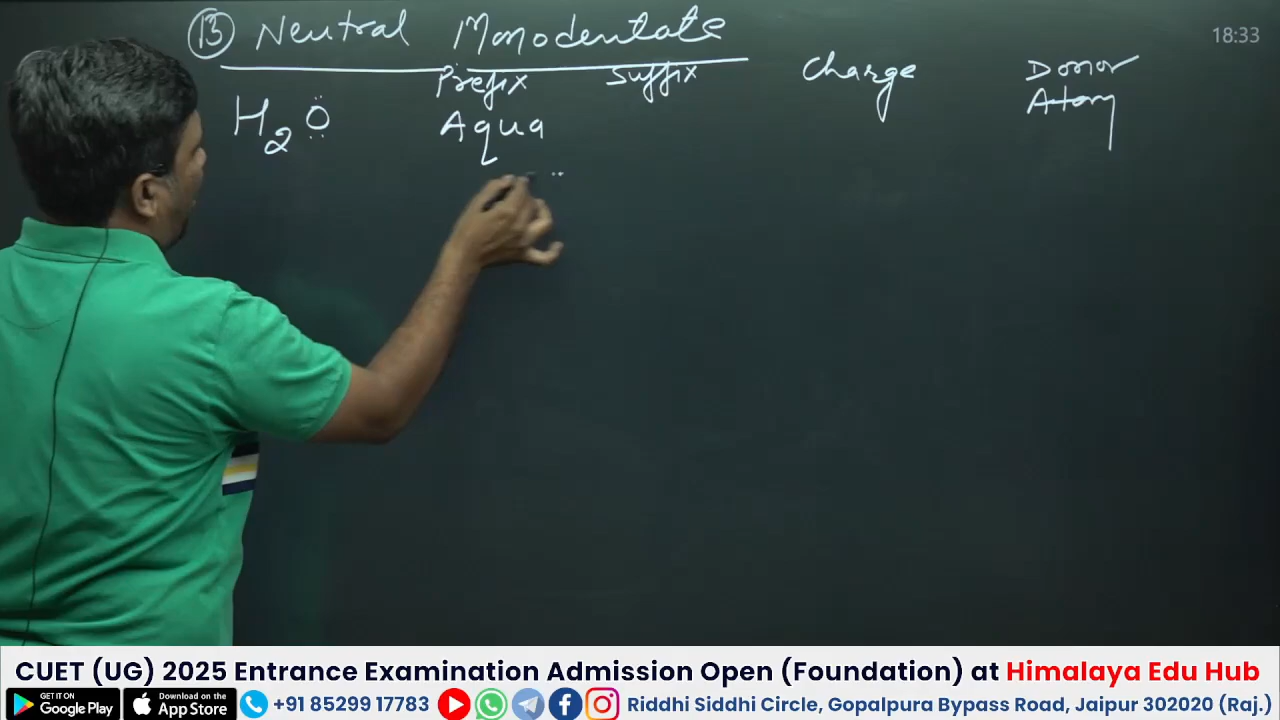 (B) Neutral Monodentate
18:33
Prefix Suffix Charge Donor Atom
H2O Aqua
CUET (UG) 2025 Entrance Examination Admission Open (Foundation) at Himalaya Edu Hub
GET IT ON Google Play Download on the App Store +91 85299 17783 Riddhi Siddhi Circle, Gopalpura Bypass Road, Jaipur 302020 (Raj.)